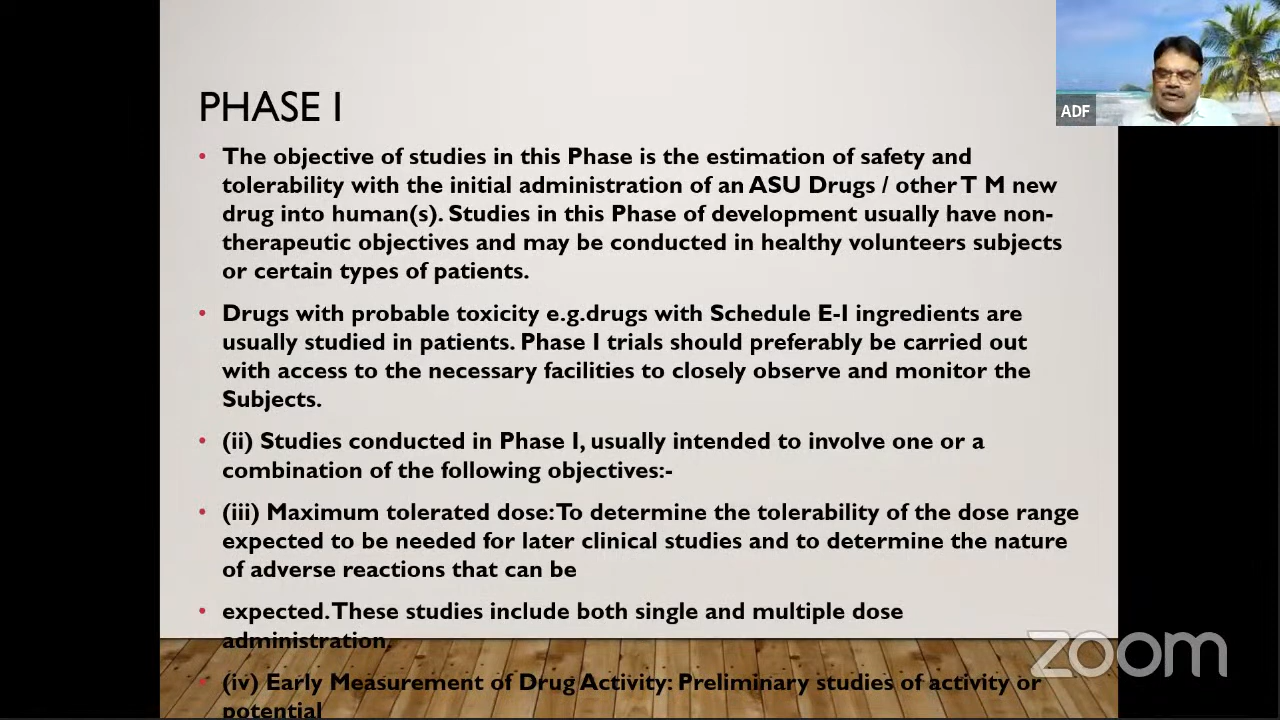 PHASE I
• The objective of studies in this Phase is the estimation of safety and
tolerability with the initial administration of an ASU Drugs / other T M new
drug into human(s). Studies in this Phase of development usually have non-
therapeutic objectives and may be conducted in healthy volunteers subjects
or certain types of patients.
• Drugs with probable toxicity e.g.drugs with Schedule E-I ingredients are
usually studied in patients. Phase I trials should preferably be carried out
with access to the necessary facilities to closely observe and monitor the
Subjects.
• (ii) Studies conducted in Phase I, usually intended to involve one or a
combination of the following objectives:-
• (iii) Maximum tolerated dose: To determine the tolerability of the dose range
expected to be needed for later clinical studies and to determine the nature
of adverse reactions that can be
• expected. These studies include both single and multiple dose
administration.
• (iv) Early Measurement of Drug Activity: Preliminary studies of activity or
potential
ADF
zoom